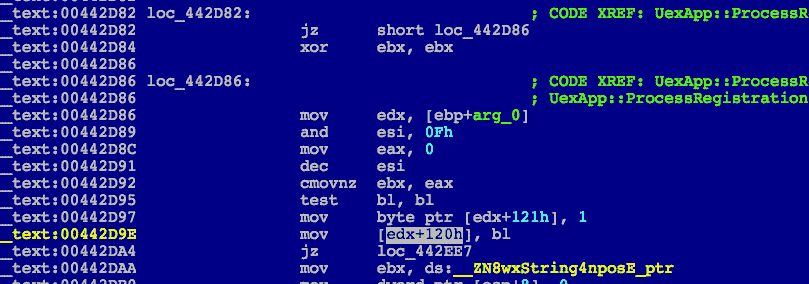 _text:00442D82 loc_442D82: ; CODE XREF: UexApp::ProcessR
_text:00442D82 jz short loc_442D86
_text:00442D84 xor ebx, ebx
_text:00442D86
_text:00442D86 loc_442D86: ; CODE XREF: UexApp::ProcessR
_text:00442D86 ; UexApp::ProcessRegistration
_text:00442D86 mov edx, [ebp+arg_0]
_text:00442D89 and esi, 0Fh
_text:00442D8C mov eax, 0
_text:00442D91 dec esi
_text:00442D92 cmovnz ebx, eax
_text:00442D95 test bl, bl
_text:00442D97 mov byte ptr [edx+121h], 1
_text:00442D9E mov [edx+120h], bl
_text:00442DA4 jz loc_442EE7
_text:00442DAA mov ebx, ds:__ZN8wxString4nposE_ptr